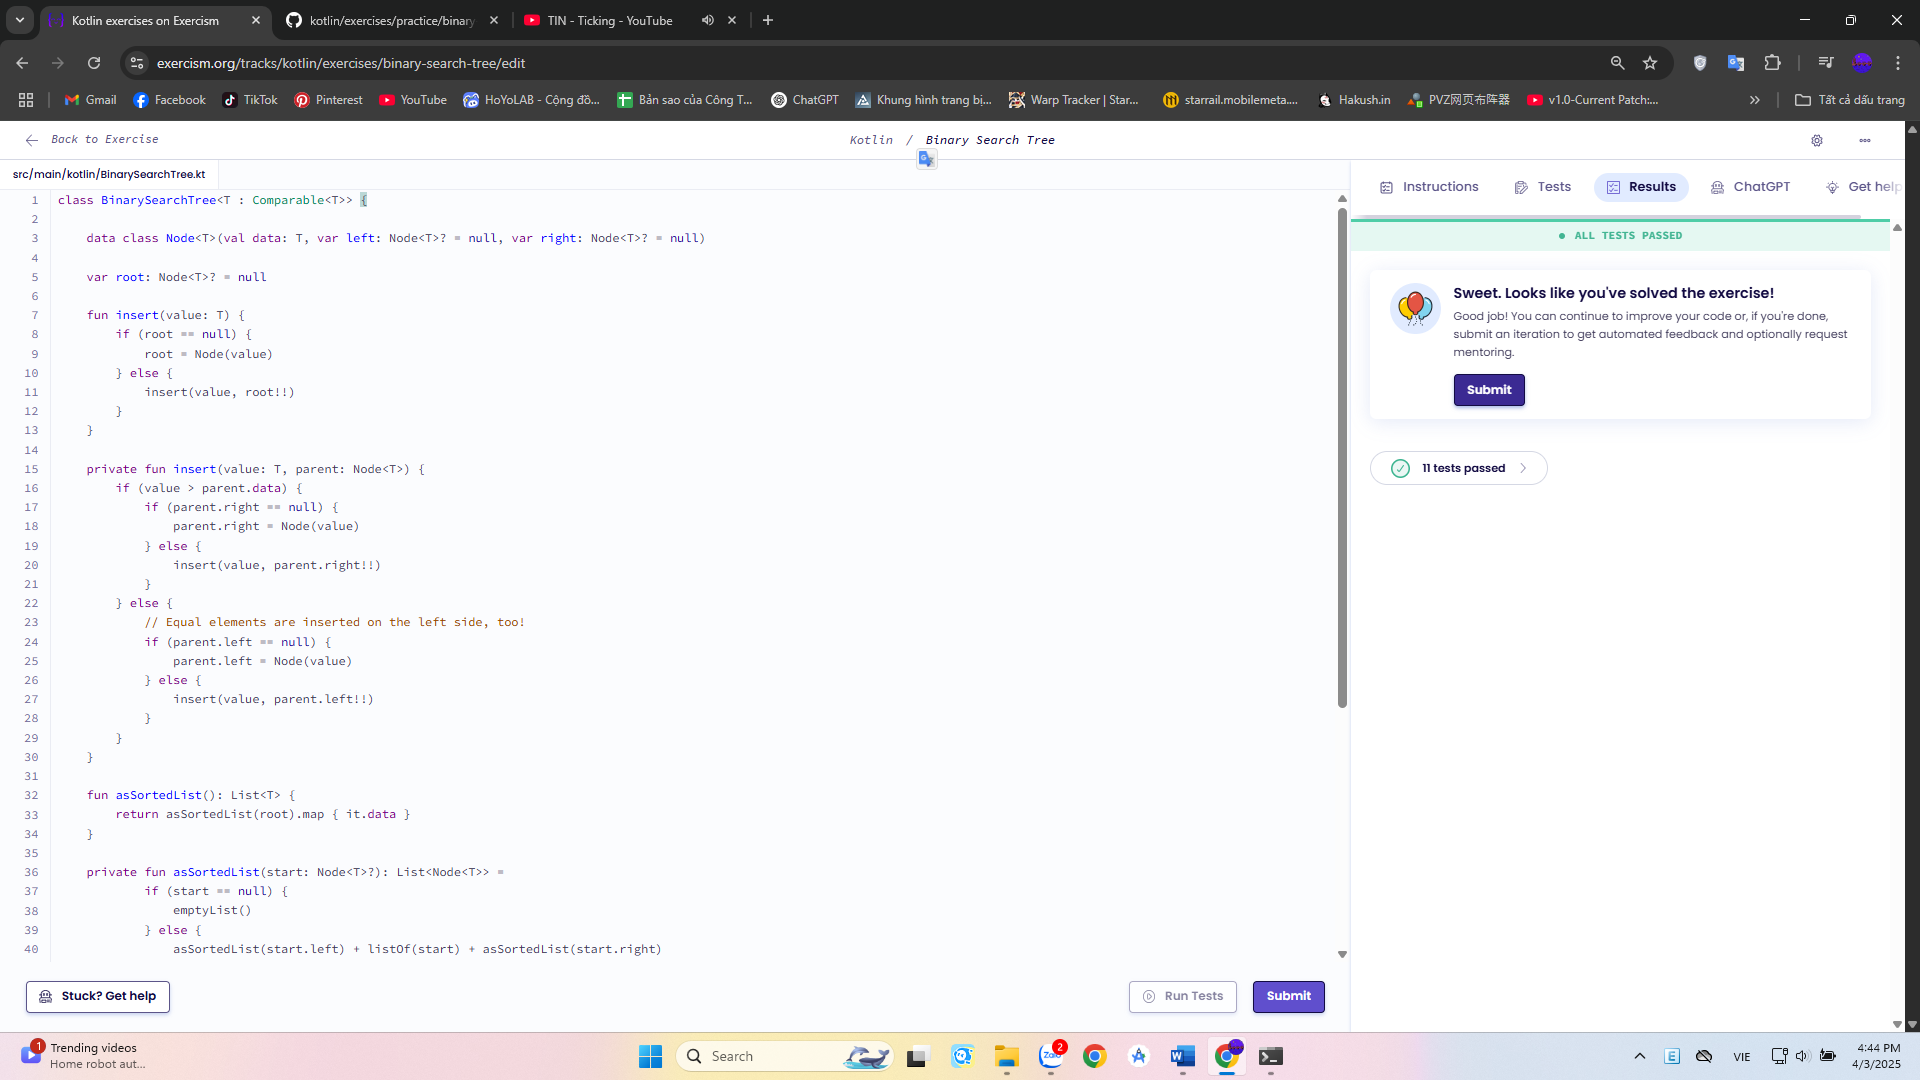 Kotlin exercises on Exercism
kotlin/exercises/practice/binary
TIN - Ticking - YouTube
exercism.org/tracks/kotlin/exercises/binary-search-tree/edit
Gmail
Facebook
TikTok
Pinterest
YouTube
HoYoLAB - Cộng đồ...
Bản sao của Công T...
ChatGPT
Khung hình trang bị...
Warp Tracker | Star...
starrail.mobilemeta....
Hakush.in
PVZ网页布阵器
v1.0-Current Patch:...
Tất cả dấu trang
Back to Exercise
Kotlin / Binary Search Tree
src/main/kotlin/BinarySearchTree.kt
1 class BinarySearchTree<T : Comparable<T>> {
2
3     data class Node<T>(val data: T, var left: Node<T>? = null, var right: Node<T>? = null)
4
5     var root: Node<T>? = null
6
7     fun insert(value: T) {
8         if (root == null) {
9             root = Node(value)
10         } else {
11             insert(value, root!!)
12         }
13     }
14
15     private fun insert(value: T, parent: Node<T>) {
16         if (value > parent.data) {
17             if (parent.right == null) {
18                 parent.right = Node(value)
19             } else {
20                 insert(value, parent.right!!)
21             }
22         } else {
23             // Equal elements are inserted on the left side, too!
24             if (parent.left == null) {
25                 parent.left = Node(value)
26             } else {
27                 insert(value, parent.left!!)
28             }
29         }
30     }
31
32     fun asSortedList(): List<T> {
33         return asSortedList(root).map { it.data }
34     }
35
36     private fun asSortedList(start: Node<T>?): List<Node<T>> =
37             if (start == null) {
38                 emptyList()
39             } else {
40                 asSortedList(start.left) + listOf(start) + asSortedList(start.right)
Stuck? Get help
Run Tests
Submit
Instructions
Tests
Results
ChatGPT
Get help
ALL TESTS PASSED
Sweet. Looks like you've solved the exercise!
Good job! You can continue to improve your code or, if you're done,
submit an iteration to get automated feedback and optionally request
mentoring.
Submit
11 tests passed
1
Trending videos
Home robot aut...
Search
Zalo
2
VIE
4:44 PM
4/3/2025